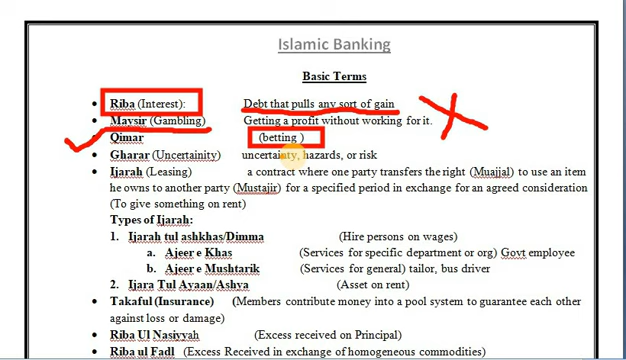 Islamic Banking
Basic Terms
• Riba (Interest): Debt that pulls any sort of gain
• Maysir (Gambling) Getting a profit without working for it.
• Qimar (betting )
• Gharar (Uncertainity) uncertainty, hazards, or risk
• Ijarah (Leasing) a contract where one party transfers the right (Muajjal) to use an item
he owns to another party (Mustajir) for a specified period in exchange for an agreed consideration
(To give something on rent)
Types of Ijarah:
1. Ijarah tul ashkhas/Dimma (Hire persons on wages)
a. Ajeer e Khas (Services for specific department or org) Govt employee
b. Ajeer e Mushtarik (Services for general) tailor, bus driver
2. Ijara Tul Ayaan/Ashya (Asset on rent)
• Takaful (Insurance) (Members contribute money into a pool system to guarantee each other
against loss or damage)
• Riba Ul Nasiyyah (Excess received on Principal)
• Riba ul Fadl (Excess Received in exchange of homogeneous commodities)